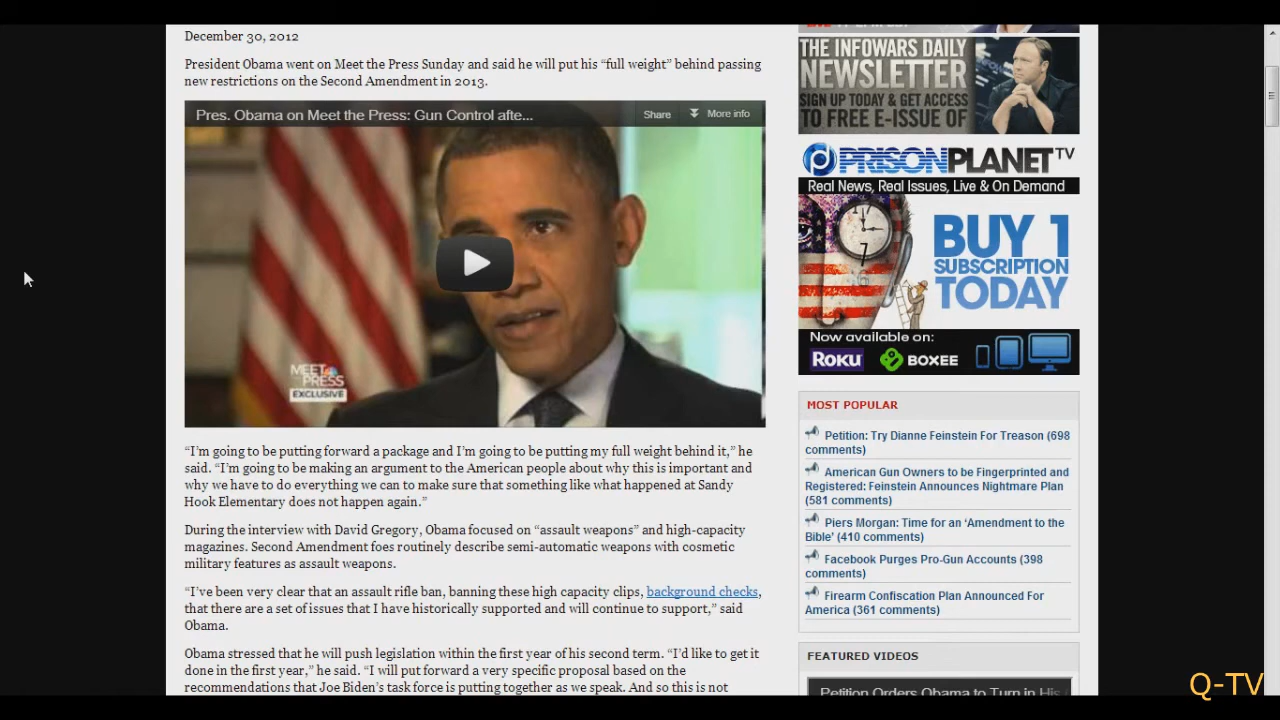 December 30, 2012
President Obama went on Meet the Press Sunday and said he will put his “full weight” behind passing
new restrictions on the Second Amendment in 2013.
Pres. Obama on Meet the Press: Gun Control afte...
Share
More info
MEET
PRESS
EXCLUSIVE
“I’m going to be putting forward a package and I’m going to be putting my full weight behind it,” he
said. “I’m going to be making an argument to the American people about why this is important and
why we have to do everything we can to make sure that something like what happened at Sandy
Hook Elementary does not happen again.”
During the interview with David Gregory, Obama focused on “assault weapons” and high-capacity
magazines. Second Amendment foes routinely describe semi-automatic weapons with cosmetic
military features as assault weapons.
“I’ve been very clear that an assault rifle ban, banning these high capacity clips, background checks,
that there are a set of issues that I have historically supported and will continue to support,” said
Obama.
Obama stressed that he will push legislation within the first year of his second term. “I’d like to get it
done in the first year,” he said. “I will put forward a very specific proposal based on the
recommendations that Joe Biden’s task force is putting together as we speak. And so this is not
THE INFOWARS DAILY
NEWSLETTER
SIGN UP TODAY & GET ACCESS
TO FREE E-ISSUE OF
PRISONPLANET TV
Real News, Real Issues, Live & On Demand
BUY 1
SUBSCRIPTION
TODAY
Now available on:
ROKU
BOXEE
MOST POPULAR
Petition: Try Dianne Feinstein For Treason (698
comments)
American Gun Owners to be Fingerprinted and
Registered: Feinstein Announces Nightmare Plan
(581 comments)
Piers Morgan: Time for an ‘Amendment to the
Bible’ (410 comments)
Facebook Purges Pro-Gun Accounts (398
comments)
Firearm Confiscation Plan Announced For
America (361 comments)
FEATURED VIDEOS
Petition Orders Obama to Turn in His
Q-TV